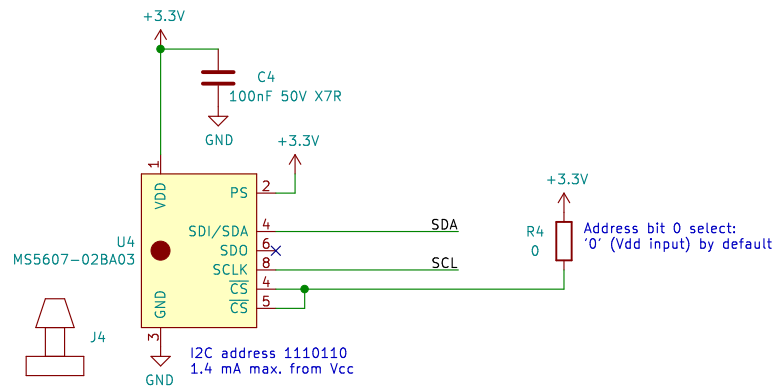 +3.3V
C4
100nF 50V X7R
GND
+3.3V
1
VDD
PS
2
+3.3V
SDI/SDA
4
SDA
R4
0
Address bit 0 select:
'0' (Vdd input) by default
U4
MS5607-02BA03
SDO
6
SCLK
8
SCL
CS
4
CS
5
GND
3
J4
I2C address 1110110
1.4 mA max. from Vcc
GND